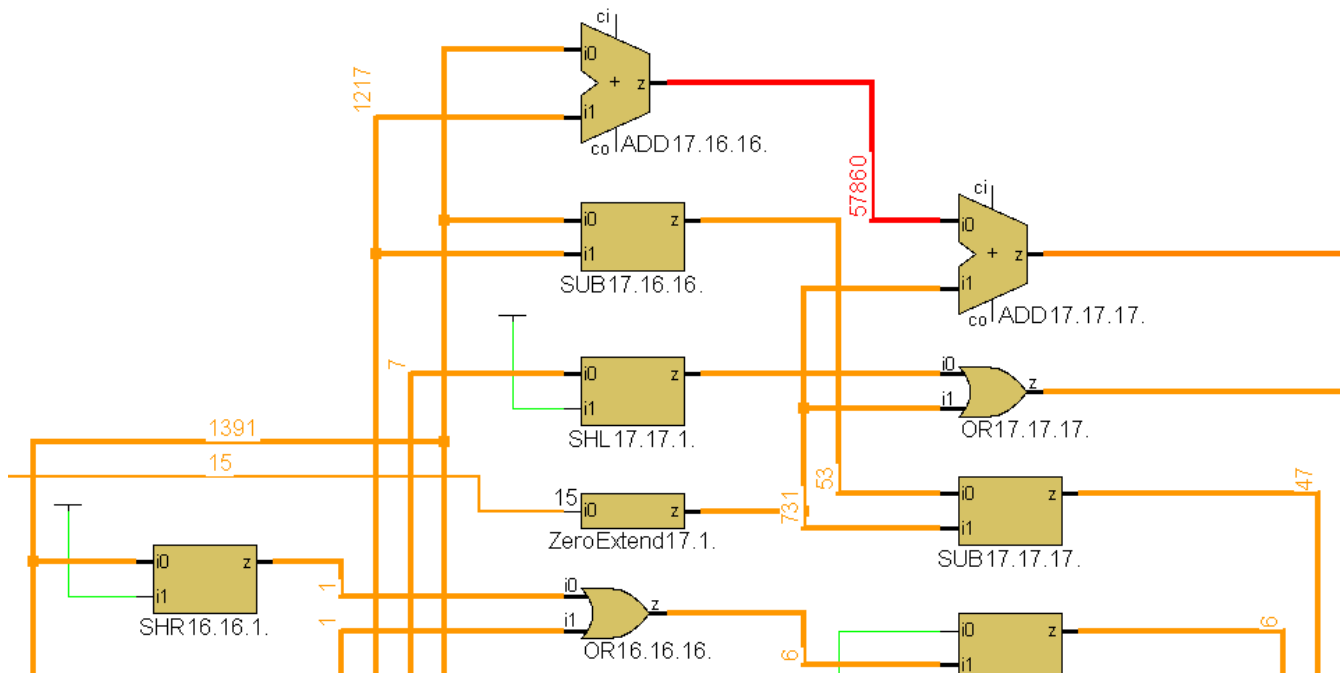 ci
i0
+
z
i1
co
ADD17.16.16.
1217
57860
ci
i0
+
z
i1
co
ADD17.17.17.
i0
z
i1
SUB17.16.16.
7
i0
z
i1
SHL17.17.1.
i0
z
i1
OR17.17.17.
1391
15
15
i0
z
ZeroExtend17.1.
731
53
i0
z
i1
SUB17.17.17.
47
i0
z
i1
SHR16.16.1.
1
1
i0
z
i1
OR16.16.16.
6
i0
z
i1
6